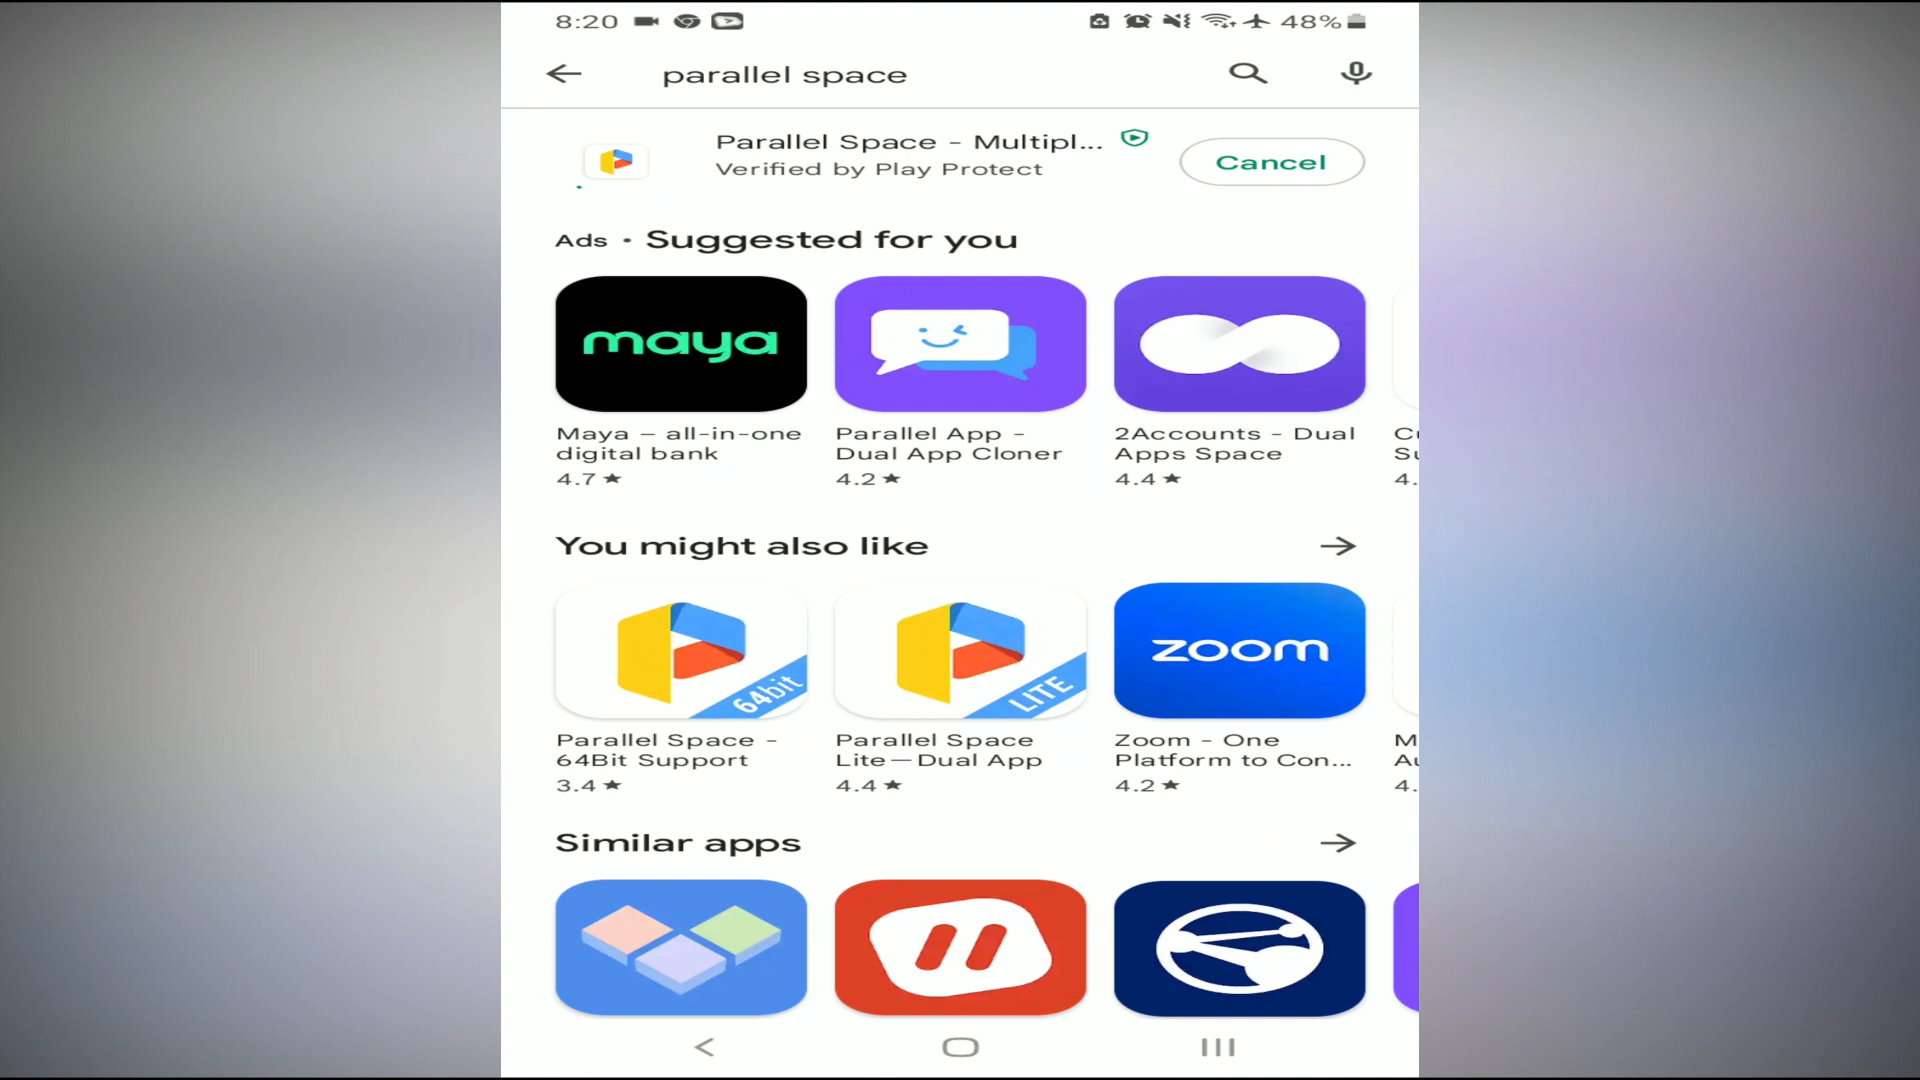 8:20
48%
parallel space
Parallel Space - Multipl...
Verified by Play Protect
Cancel
Ads • Suggested for you
maya
Maya – all-in-one
digital bank
4.7 ★
Parallel App -
Dual App Cloner
4.2 ★
2Accounts - Dual
Apps Space
4.4 ★
4.
You might also like
64bit
LITE
zoom
Parallel Space -
64Bit Support
3.4 ★
Parallel Space
Lite—Dual App
4.4 ★
Zoom - One
Platform to Con...
4.2 ★
4.
Similar apps